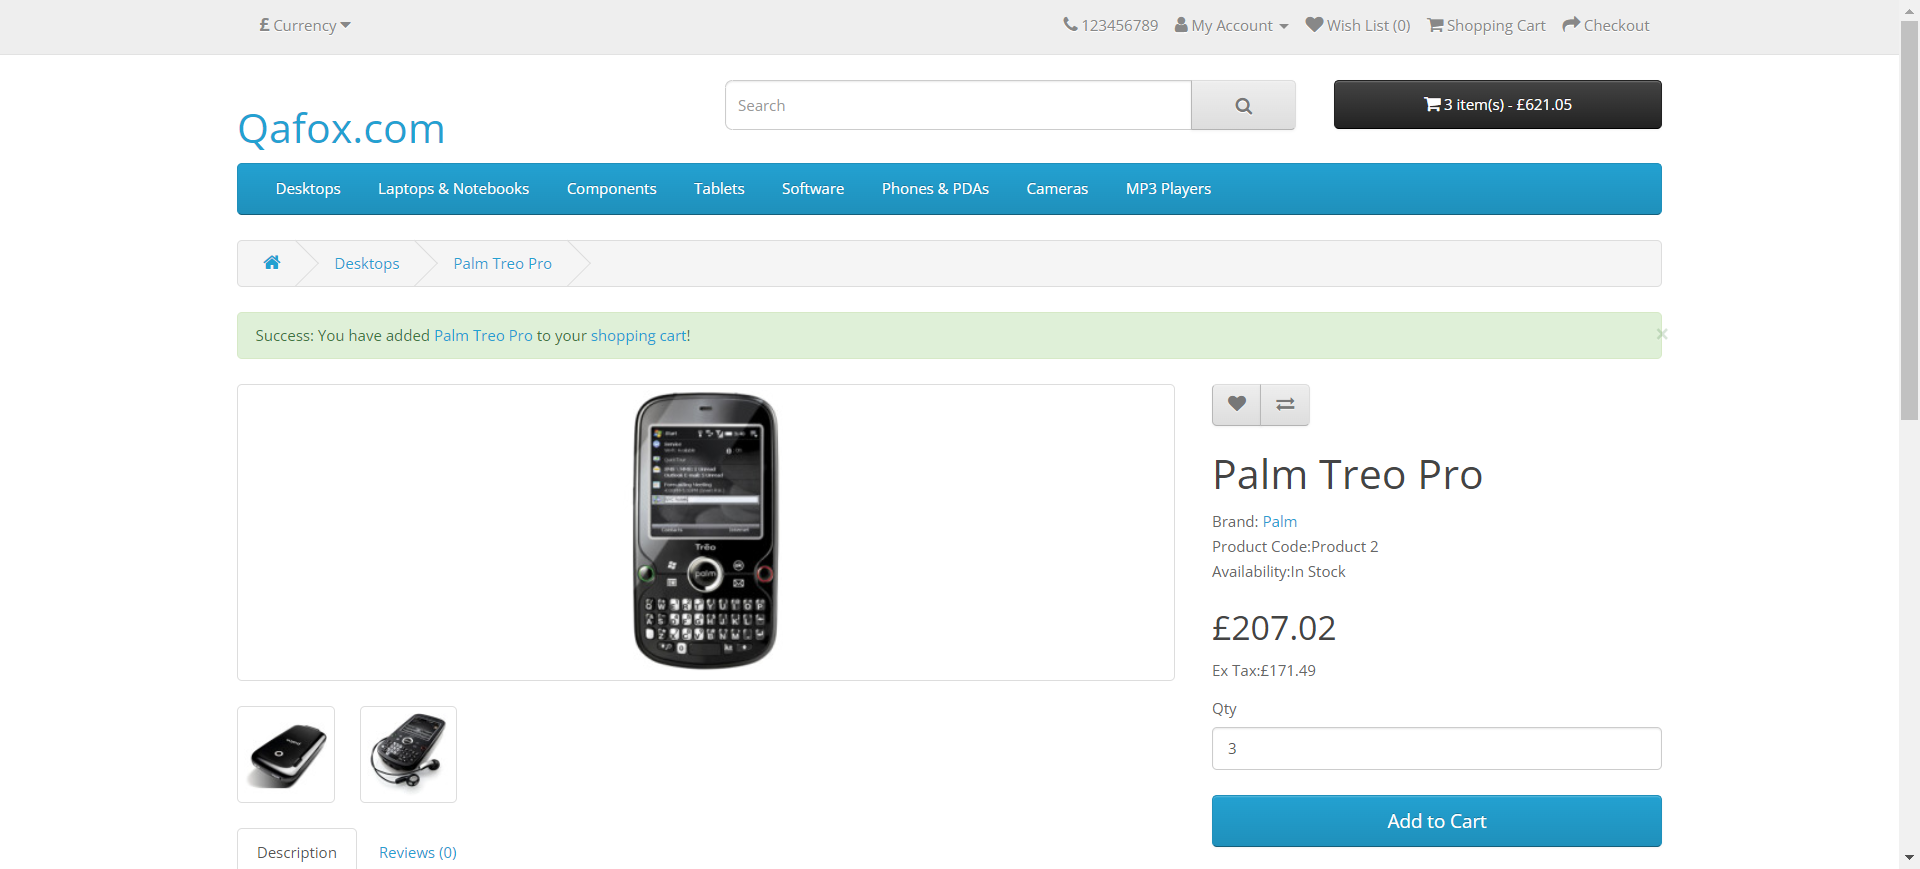 £ Currency
123456789 My Account Wish List (0) Shopping Cart Checkout
Search
3 item(s) - £621.05
Qafox.com
Desktops Laptops & Notebooks Components Tablets Software Phones & PDAs Cameras MP3 Players
Desktops Palm Treo Pro
Success: You have added Palm Treo Pro to your shopping cart!
×
Trēo
palm
Palm Treo Pro
Brand: Palm
Product Code:Product 2
Availability:In Stock
£207.02
Ex Tax:£171.49
Qty
3
Add to Cart
Description Reviews (0)